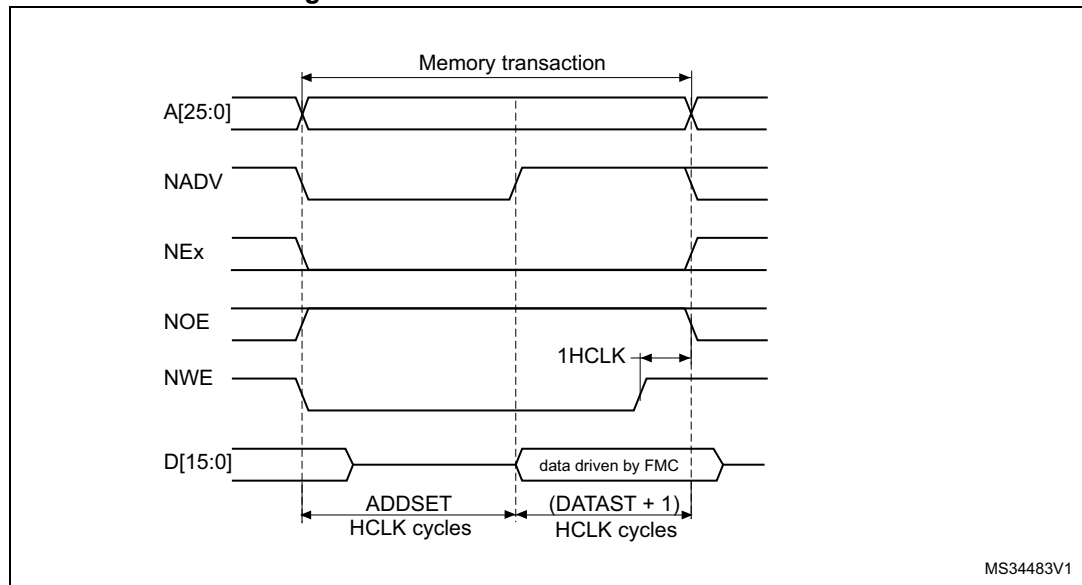 Memory transaction
A[25:0]
NADV
NEx
NOE
1HCLK
NWE
D[15:0]
data driven by FMC
ADDSET
HCLK cycles
(DATAST + 1)
HCLK cycles
MS34483V1